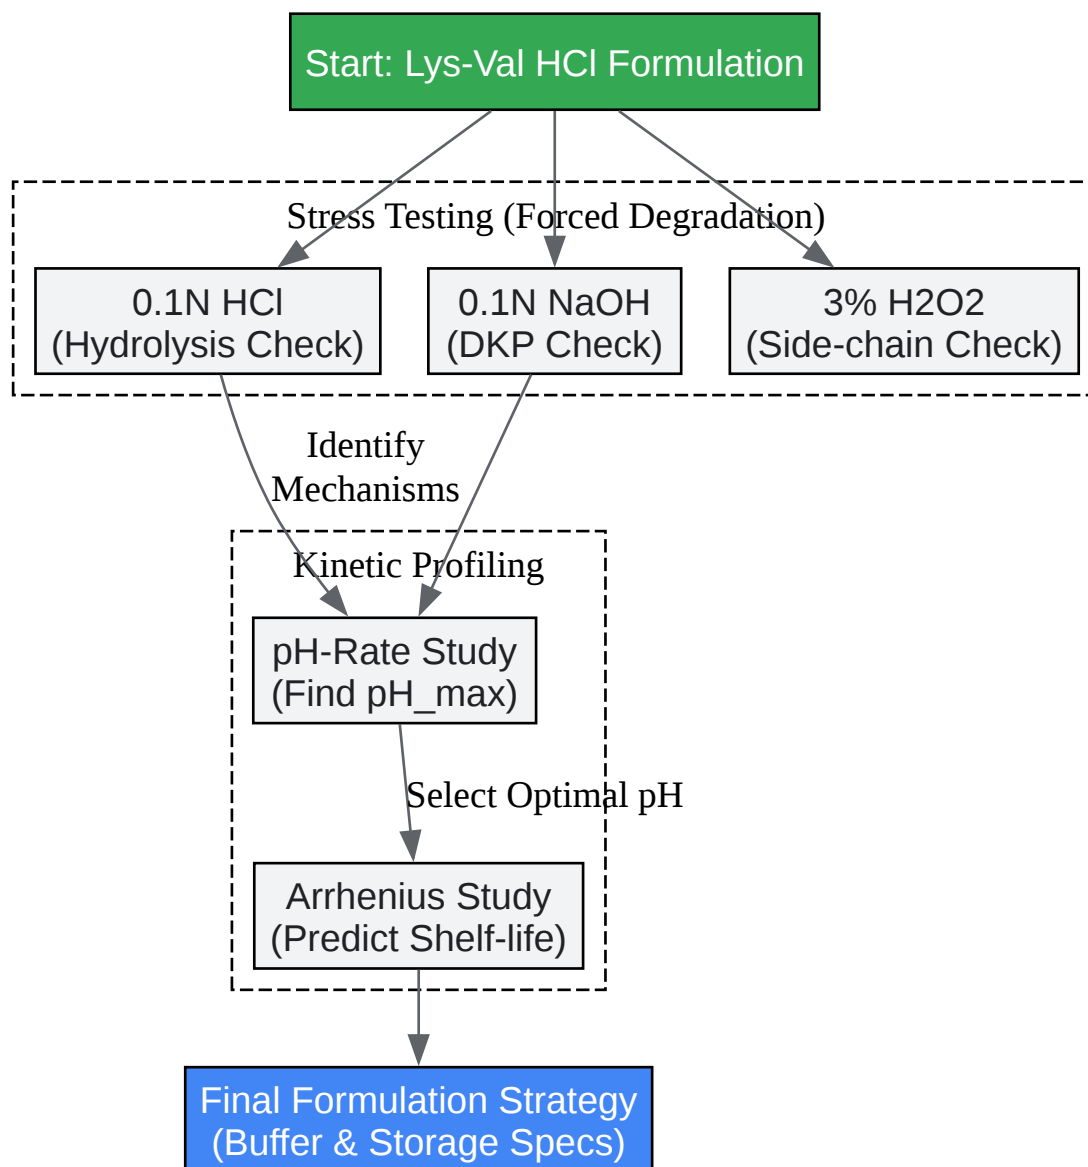 Start: Lys-Val HCl Formulation
Stress Testing (Forced Degradation)
0.1N HCl
(Hydrolysis Check)
0.1N NaOH
(DKP Check)
3% H2O2
(Side-chain Check)
Identify
Mechanisms
Kinetic Profiling
pH-Rate Study
(Find pH_max)
Select Optimal pH
Arrhenius Study
(Predict Shelf-life)
Final Formulation Strategy
(Buffer & Storage Specs)